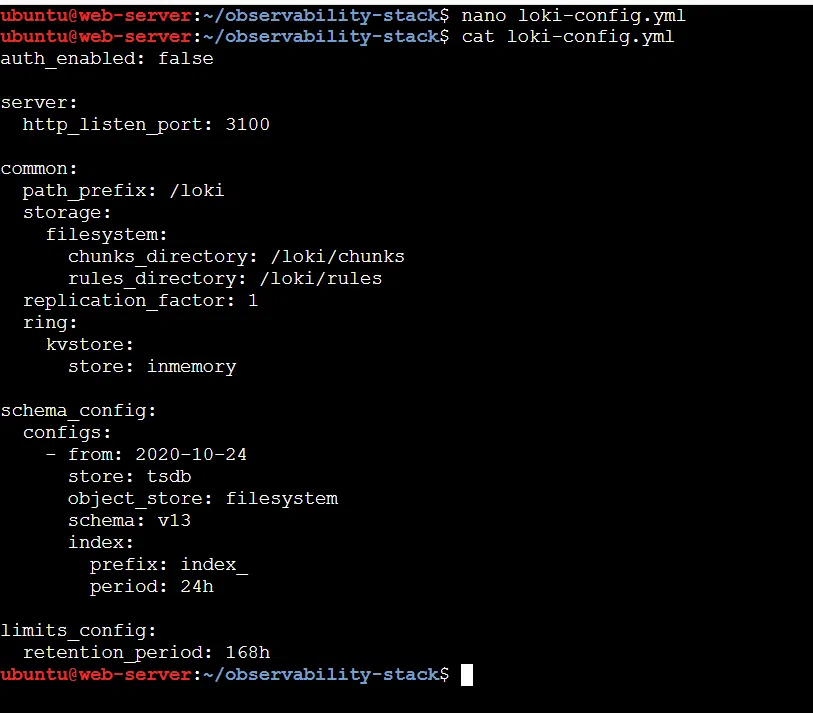 ubuntu@web-server:~/observability-stack$ nano loki-config.yml
ubuntu@web-server:~/observability-stack$ cat loki-config.yml
auth_enabled: false

server:
  http_listen_port: 3100

common:
  path_prefix: /loki
  storage:
    filesystem:
      chunks_directory: /loki/chunks
      rules_directory: /loki/rules
  replication_factor: 1
  ring:
    kvstore:
      store: inmemory

schema_config:
  configs:
    - from: 2020-10-24
      store: tsdb
      object_store: filesystem
      schema: v13
      index:
        prefix: index_
        period: 24h

limits_config:
  retention_period: 168h
ubuntu@web-server:~/observability-stack$